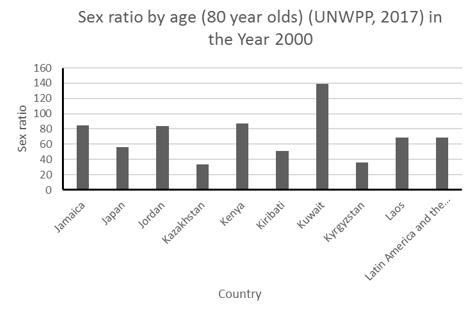 Sex ratio by age (80 year olds) (UNWPP, 2017) in
the Year 2000
160
140
120
100
80
60
40
20
0
Sex ratio
Jamaica
Japan
Jordan
Kazakhstan
Kenya
Kiribati
Kuwait
Kyrgyzstan
Laos
Latin America and the...
Country